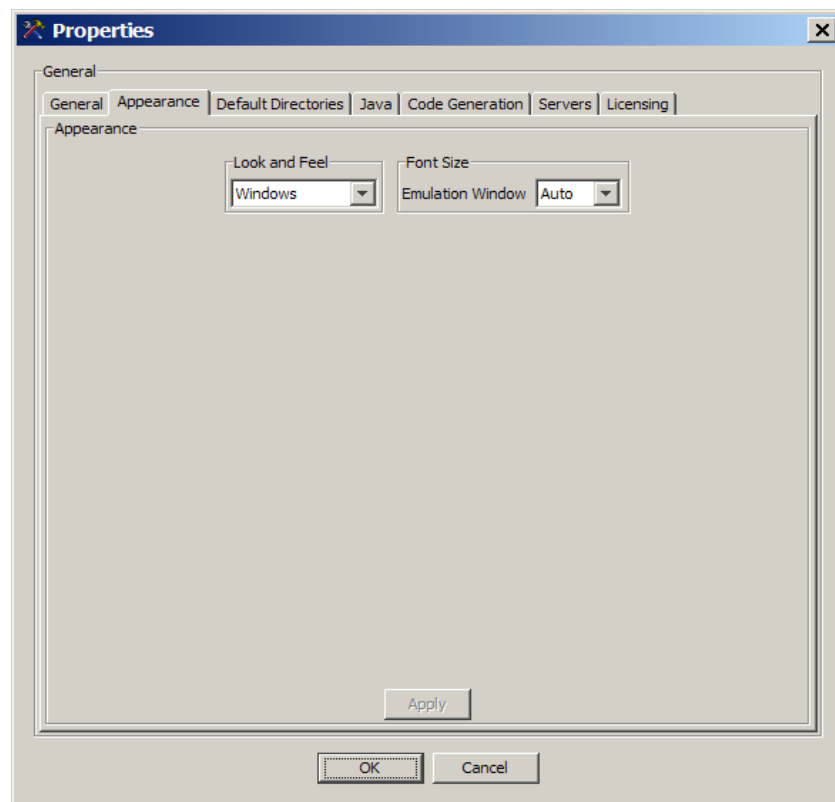 Properties
General
General Appearance Default Directories Java Code Generation Servers Licensing
Appearance
Look and Feel Font Size
Windows Emulation Window Auto
Apply
OK Cancel